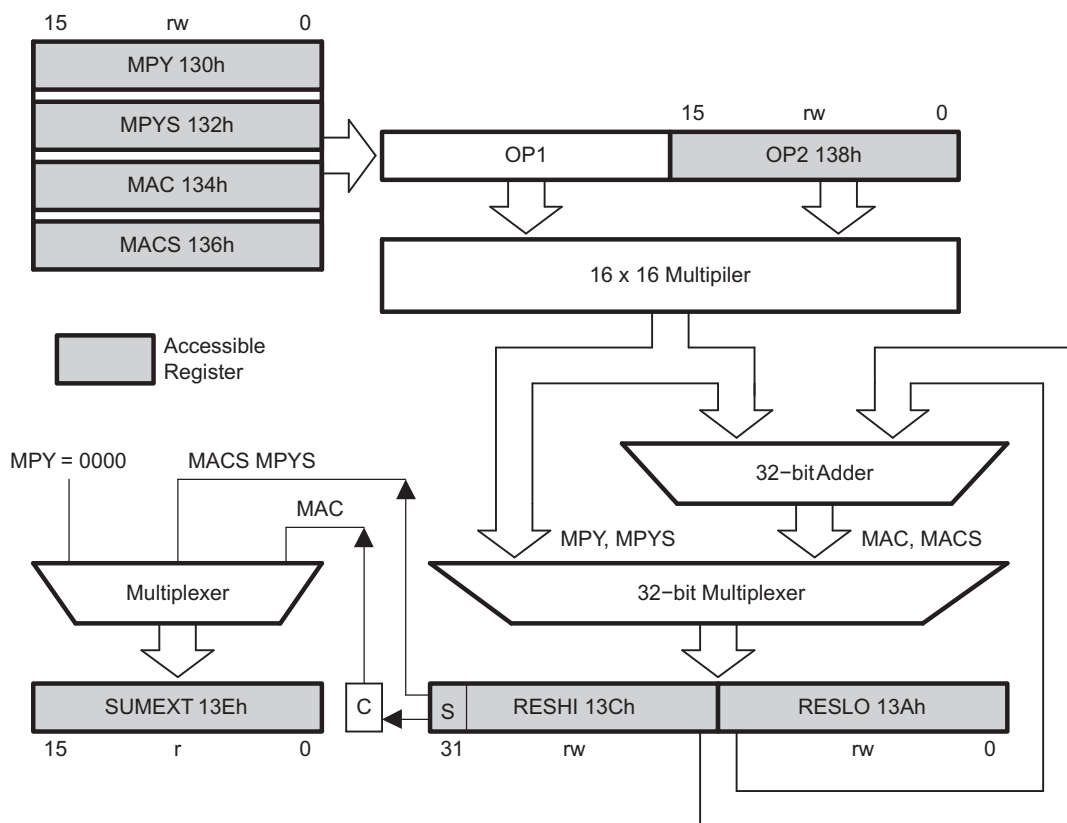 15 rw 0
MPY 130h
MPYS 132h
MAC 134h
MACS 136h
15 rw 0
OP1
OP2 138h
16 x 16 Multipiler
Accessible
Register
32−bit Adder
MPY = 0000
MACS MPYS
MAC
MPY, MPYS
MAC, MACS
Multiplexer
32−bit Multiplexer
SUMEXT 13Eh
C
S
RESHI 13Ch
RESLO 13Ah
15 r 0
31 rw
rw 0